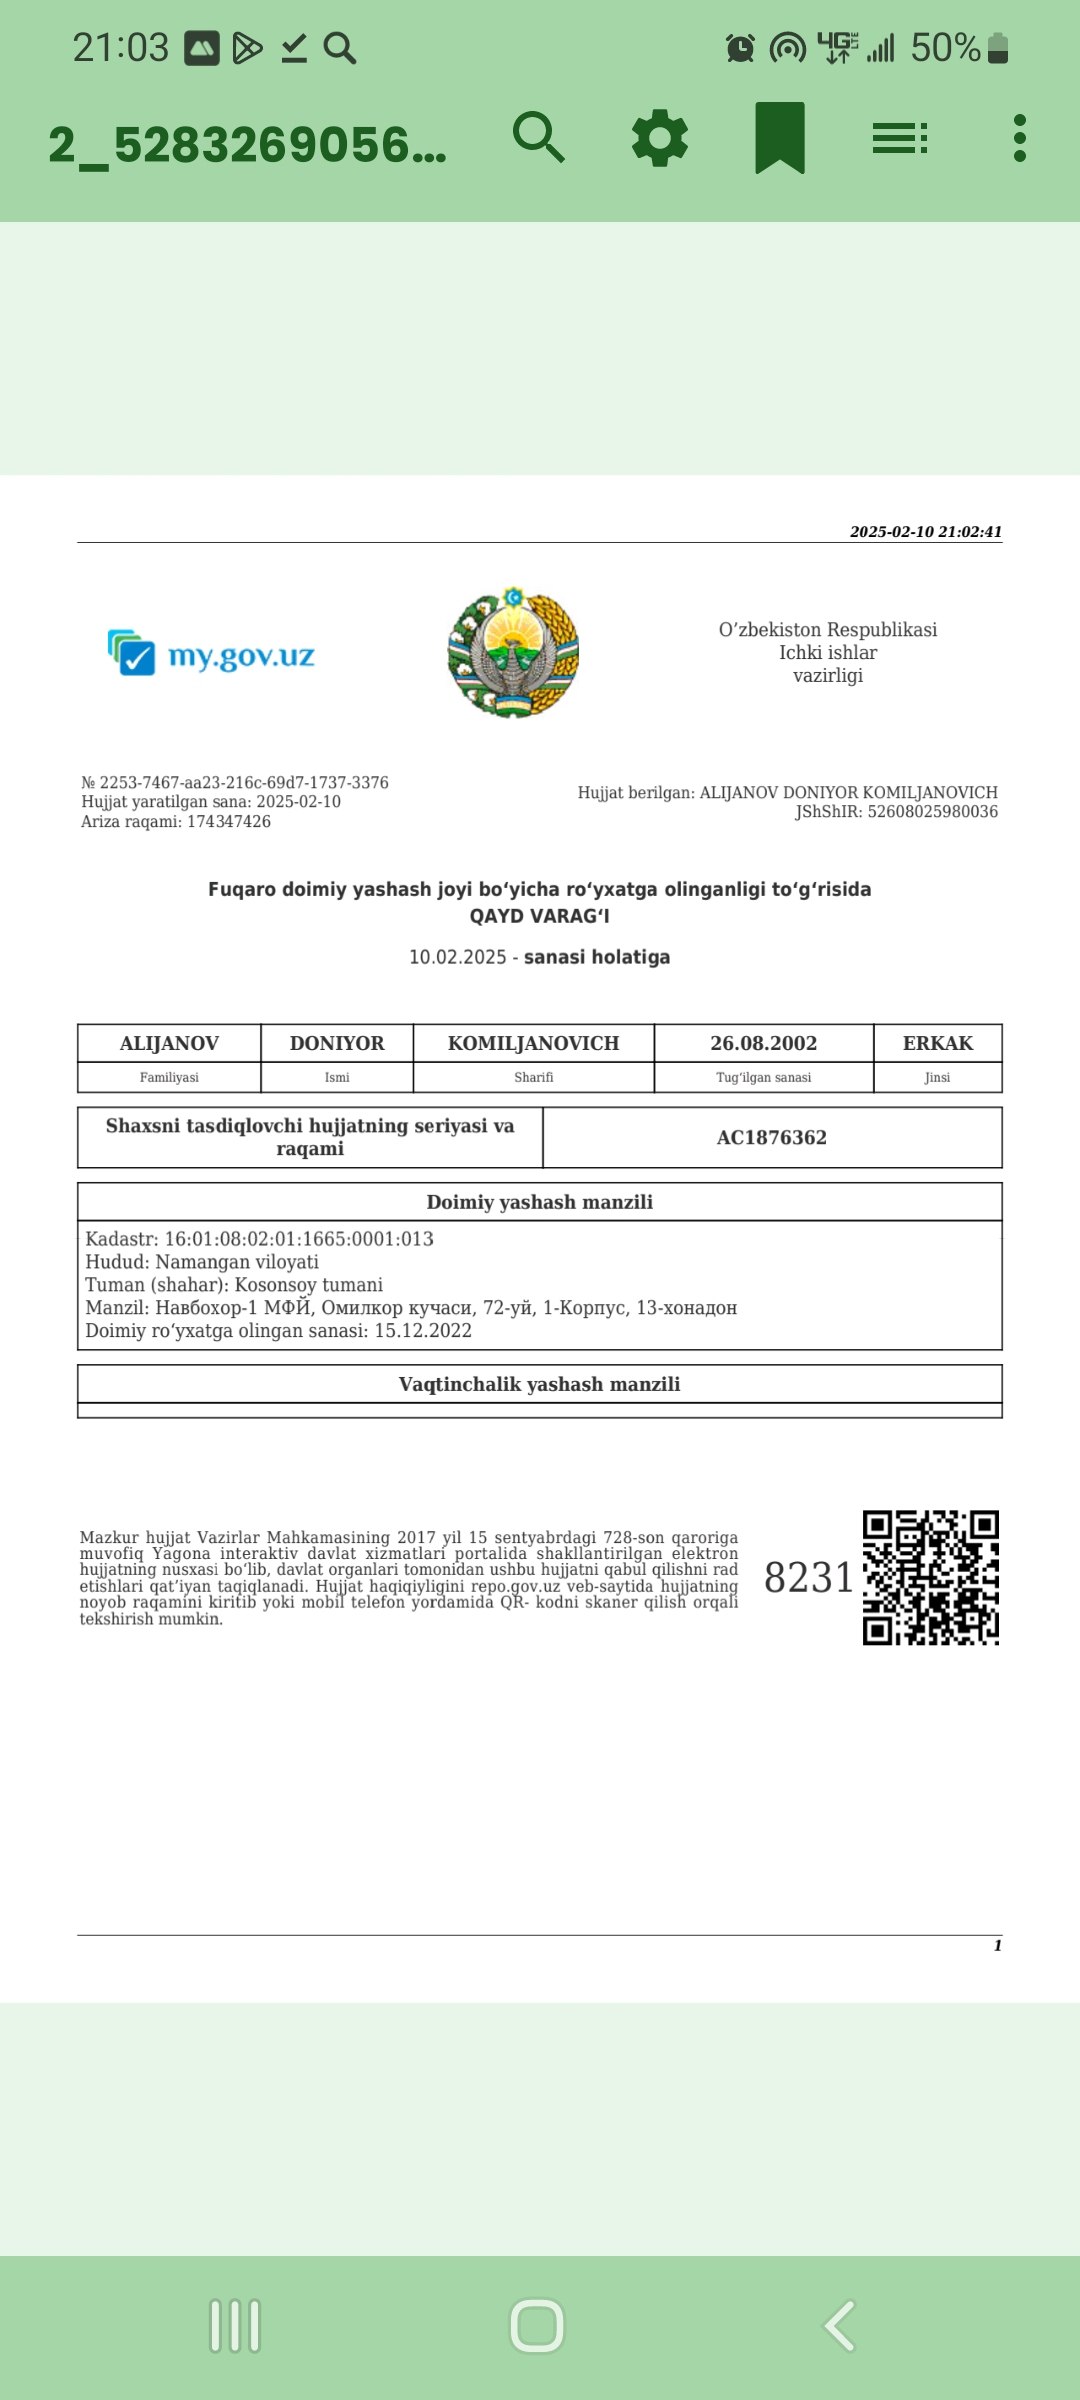 21:03
4G LTE 50%
2_5283269056...
2025-02-10 21:02:41
my.gov.uz
O’zbekiston Respublikasi
Ichki ishlar
vazirligi
№ 2253-7467-aa23-216c-69d7-1737-3376
Hujjat yaratilgan sana: 2025-02-10
Ariza raqami: 174347426
Hujjat berilgan: ALIJANOV DONIYOR KOMILJANOVICH
JShShIR: 52608025980036
Fuqaro doimiy yashash joyi bo‘yicha ro‘yxatga olinganligi to‘g‘risida
QAYD VARAG‘I
10.02.2025 - sanasi holatiga
ALIJANOV DONIYOR KOMILJANOVICH 26.08.2002 ERKAK
Familiyasi Ismi Sharifi Tug‘ilgan sanasi Jinsi
Shaxsni tasdiqlovchi hujjatning seriyasi va
raqami
AC1876362
Doimiy yashash manzili
Kadastr: 16:01:08:02:01:1665:0001:013
Hudud: Namangan viloyati
Tuman (shahar): Kosonsoy tumani
Manzil: Навбохор-1 МФЙ, Омилкор кучаси, 72-уй, 1-Корпус, 13-хонадон
Doimiy ro‘yxatga olingan sanasi: 15.12.2022
Vaqtinchalik yashash manzili
Mazkur hujjat Vazirlar Mahkamasining 2017 yil 15 sentyabrdagi 728-son qaroriga
muvofiq Yagona interaktiv davlat xizmatlari portalida shakllantirilgan elektron
hujjatning nusxasi bo‘lib, davlat organlari tomonidan ushbu hujjatni qabul qilishni rad
etishlari qat’iyan taqiqlanadi. Hujjat haqiqiyligini repo.gov.uz veb-saytida hujjatning
noyob raqamini kiritib yoki mobil telefon yordamida QR- kodni skaner qilish orqali
tekshirish mumkin.
8231
1